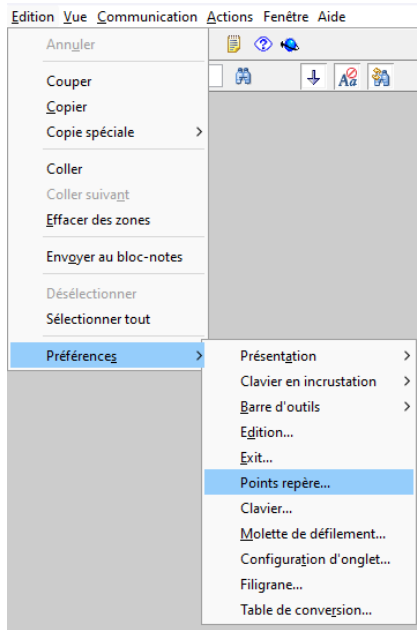 Edition Vue Communication Actions Fenêtre Aide
Annuler
Couper
Copier
Copie spéciale
Coller
Coller suivant
Effacer des zones
Envoyer au bloc-notes
Désélectionner
Sélectionner tout
Préférences
Présentation
Clavier en incrustation
Barre d'outils
Edition...
Exit...
Points repère...
Clavier...
Molette de défilement...
Configuration d'onglet...
Filigrane...
Table de conversion...